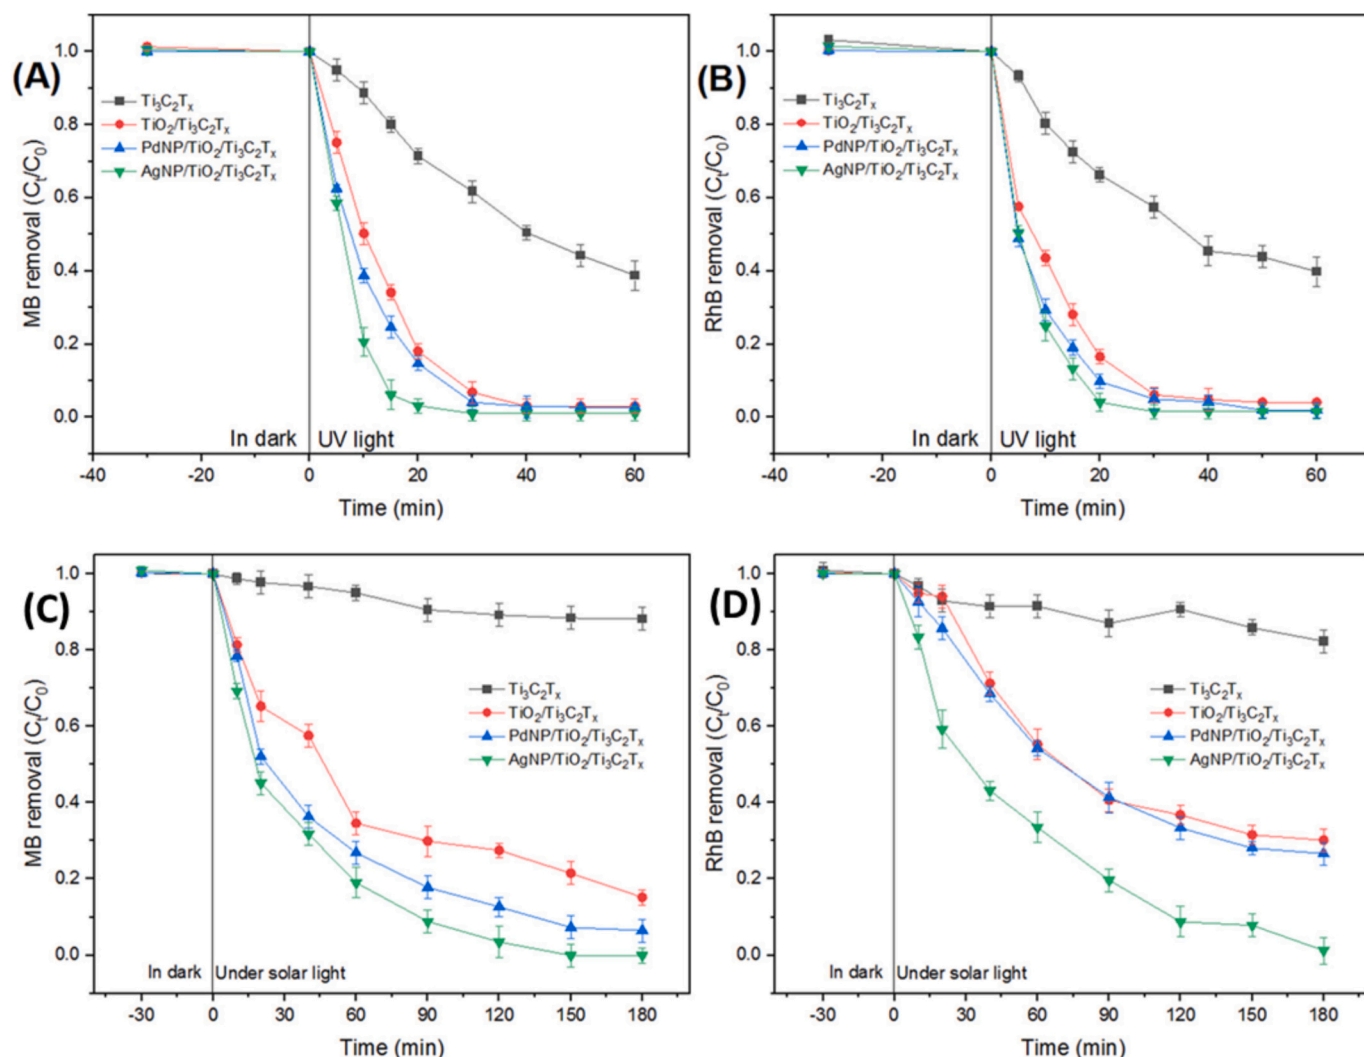 (A)
MB removal (Cₜ/C₀)
1.0
0.8
0.6
0.4
0.2
0.0
Ti₃C₂Tₓ
TiO₂/Ti₃C₂Tₓ
PdNP/TiO₂/Ti₃C₂Tₓ
AgNP/TiO₂/Ti₃C₂Tₓ
In dark UV light
-40 -20 0 20 40 60
Time (min)
(B)
RhB removal (Cₜ/C₀)
1.0
0.8
0.6
0.4
0.2
0.0
Ti₃C₂Tₓ
TiO₂/Ti₃C₂Tₓ
PdNP/TiO₂/Ti₃C₂Tₓ
AgNP/TiO₂/Ti₃C₂Tₓ
In dark UV light
-40 -20 0 20 40 60
Time (min)
(C)
MB removal (Cₜ/C₀)
1.0
0.8
0.6
0.4
0.2
0.0
Ti₃C₂Tₓ
TiO₂/Ti₃C₂Tₓ
PdNP/TiO₂/Ti₃C₂Tₓ
AgNP/TiO₂/Ti₃C₂Tₓ
In dark Under solar light
-30 0 30 60 90 120 150 180
Time (min)
(D)
RhB removal (Cₜ/C₀)
1.0
0.8
0.6
0.4
0.2
0.0
Ti₃C₂Tₓ
TiO₂/Ti₃C₂Tₓ
PdNP/TiO₂/Ti₃C₂Tₓ
AgNP/TiO₂/Ti₃C₂Tₓ
In dark Under solar light
-30 0 30 60 90 120 150 180
Time (min)